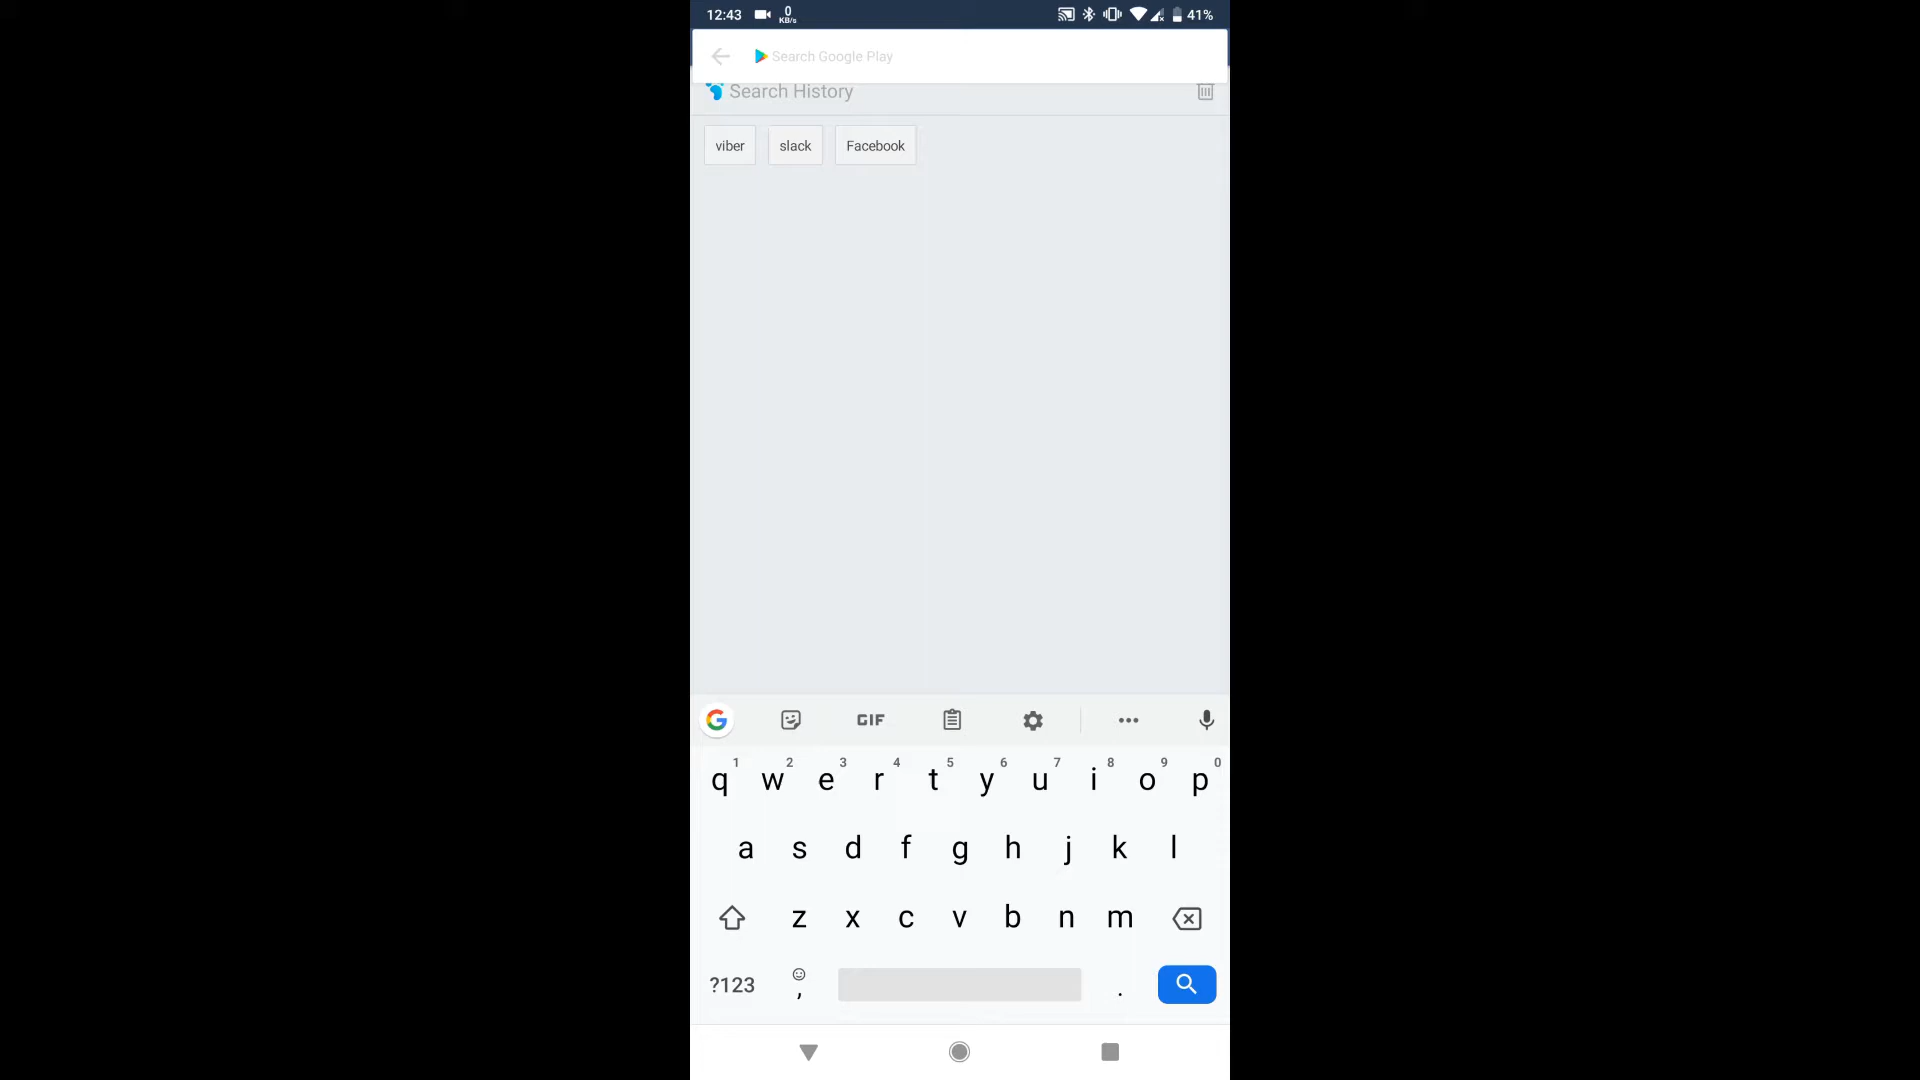 12:43 0 KB/s 41%
Search Google Play
Search History
viber slack Facebook
G GIF
1 2 3 4 5 6 7 8 9 0
q w e r t y u i o p
a s d f g h j k l
z x c v b n m
?123 , .